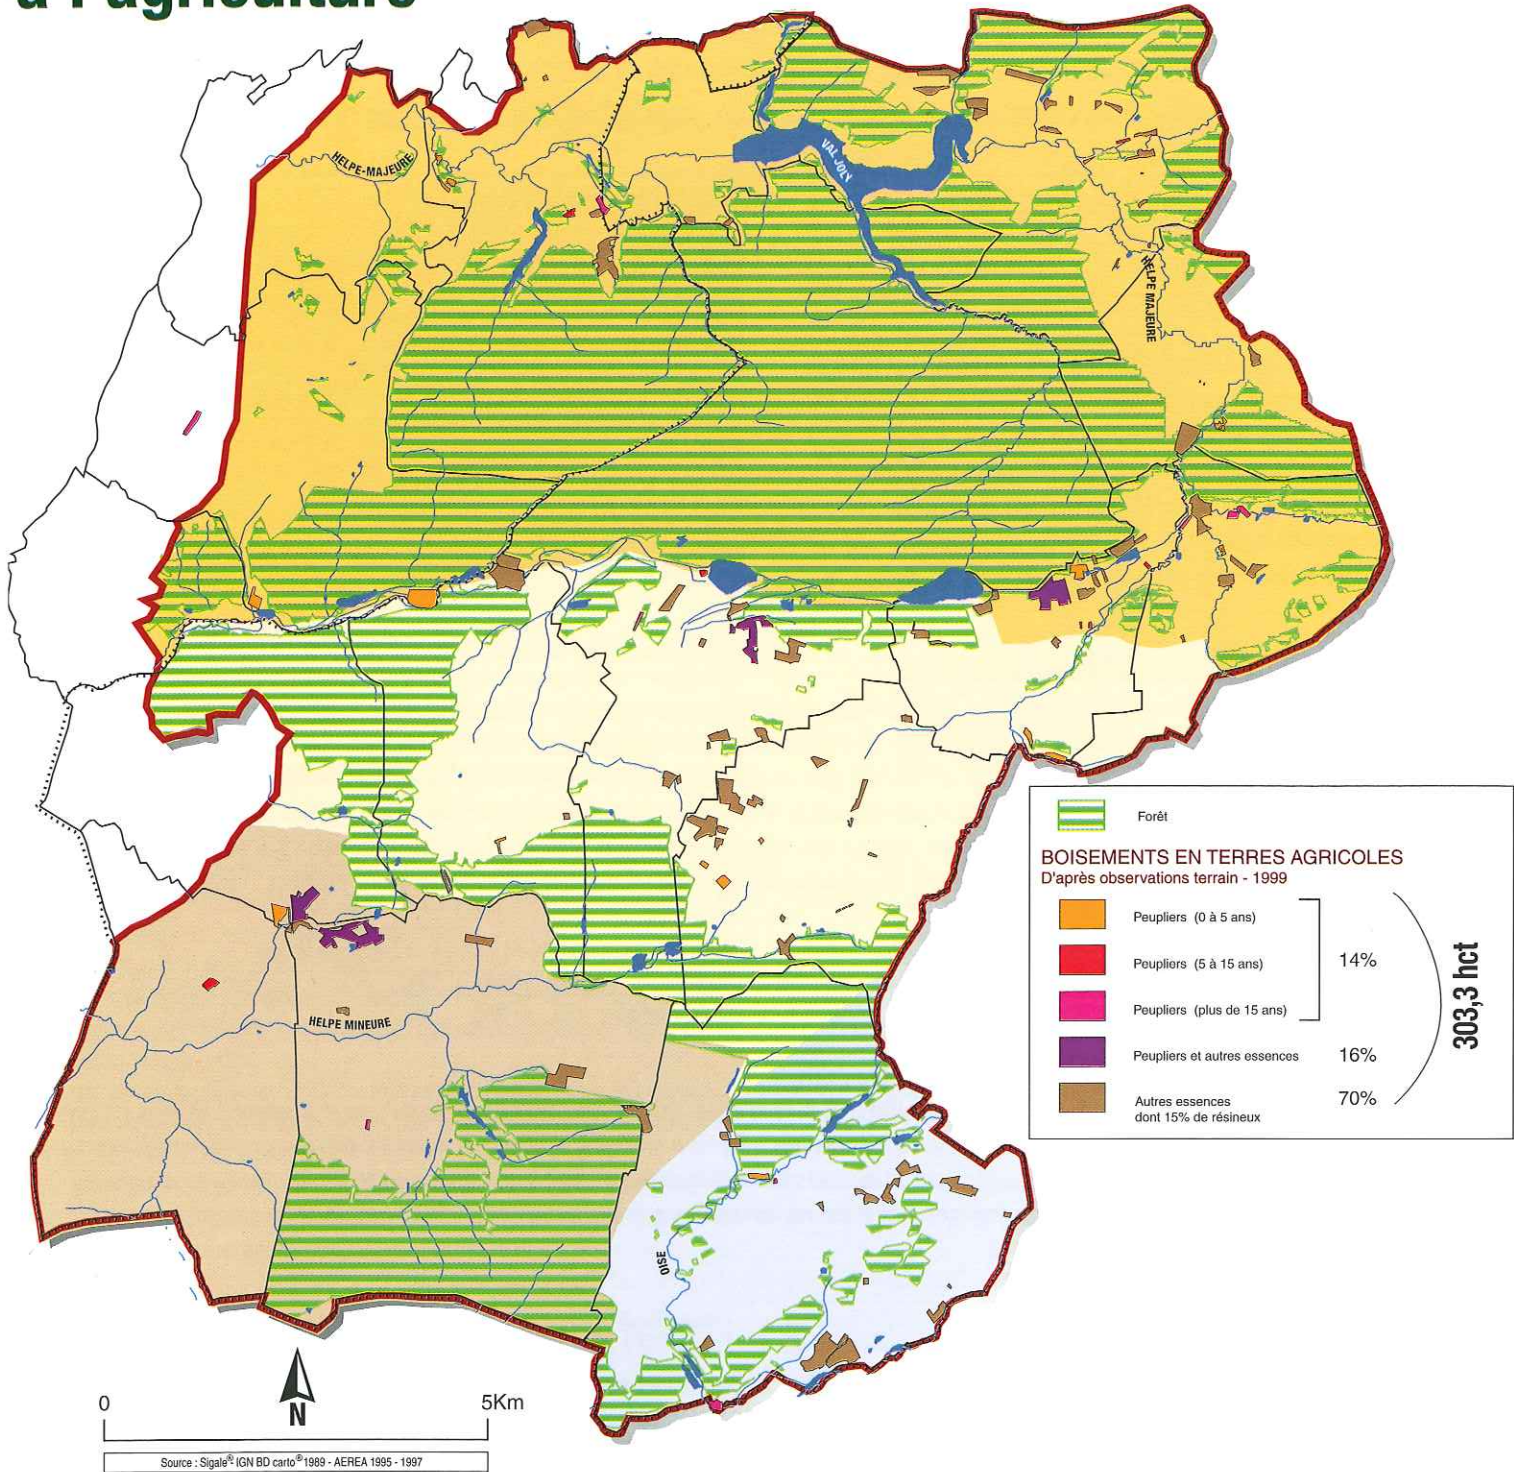 à l'agriculture
HELPE-MAJEURE
VAL JOLY
HELPE MAJEURE
Forêt
BOISEMENTS EN TERRES AGRICOLES
D'après observations terrain - 1999
Peupliers (0 à 5 ans)
Peupliers (5 à 15 ans)
14%
Peupliers (plus de 15 ans)
Peupliers et autres essences
16%
Autres essences
dont 15% de résineux
70%
303,3 hct
HELPE MINEURE
OISE
0
5Km
N
Source : Sigale® - IGN BD carto® 1989 - AEREA 1995 - 1997